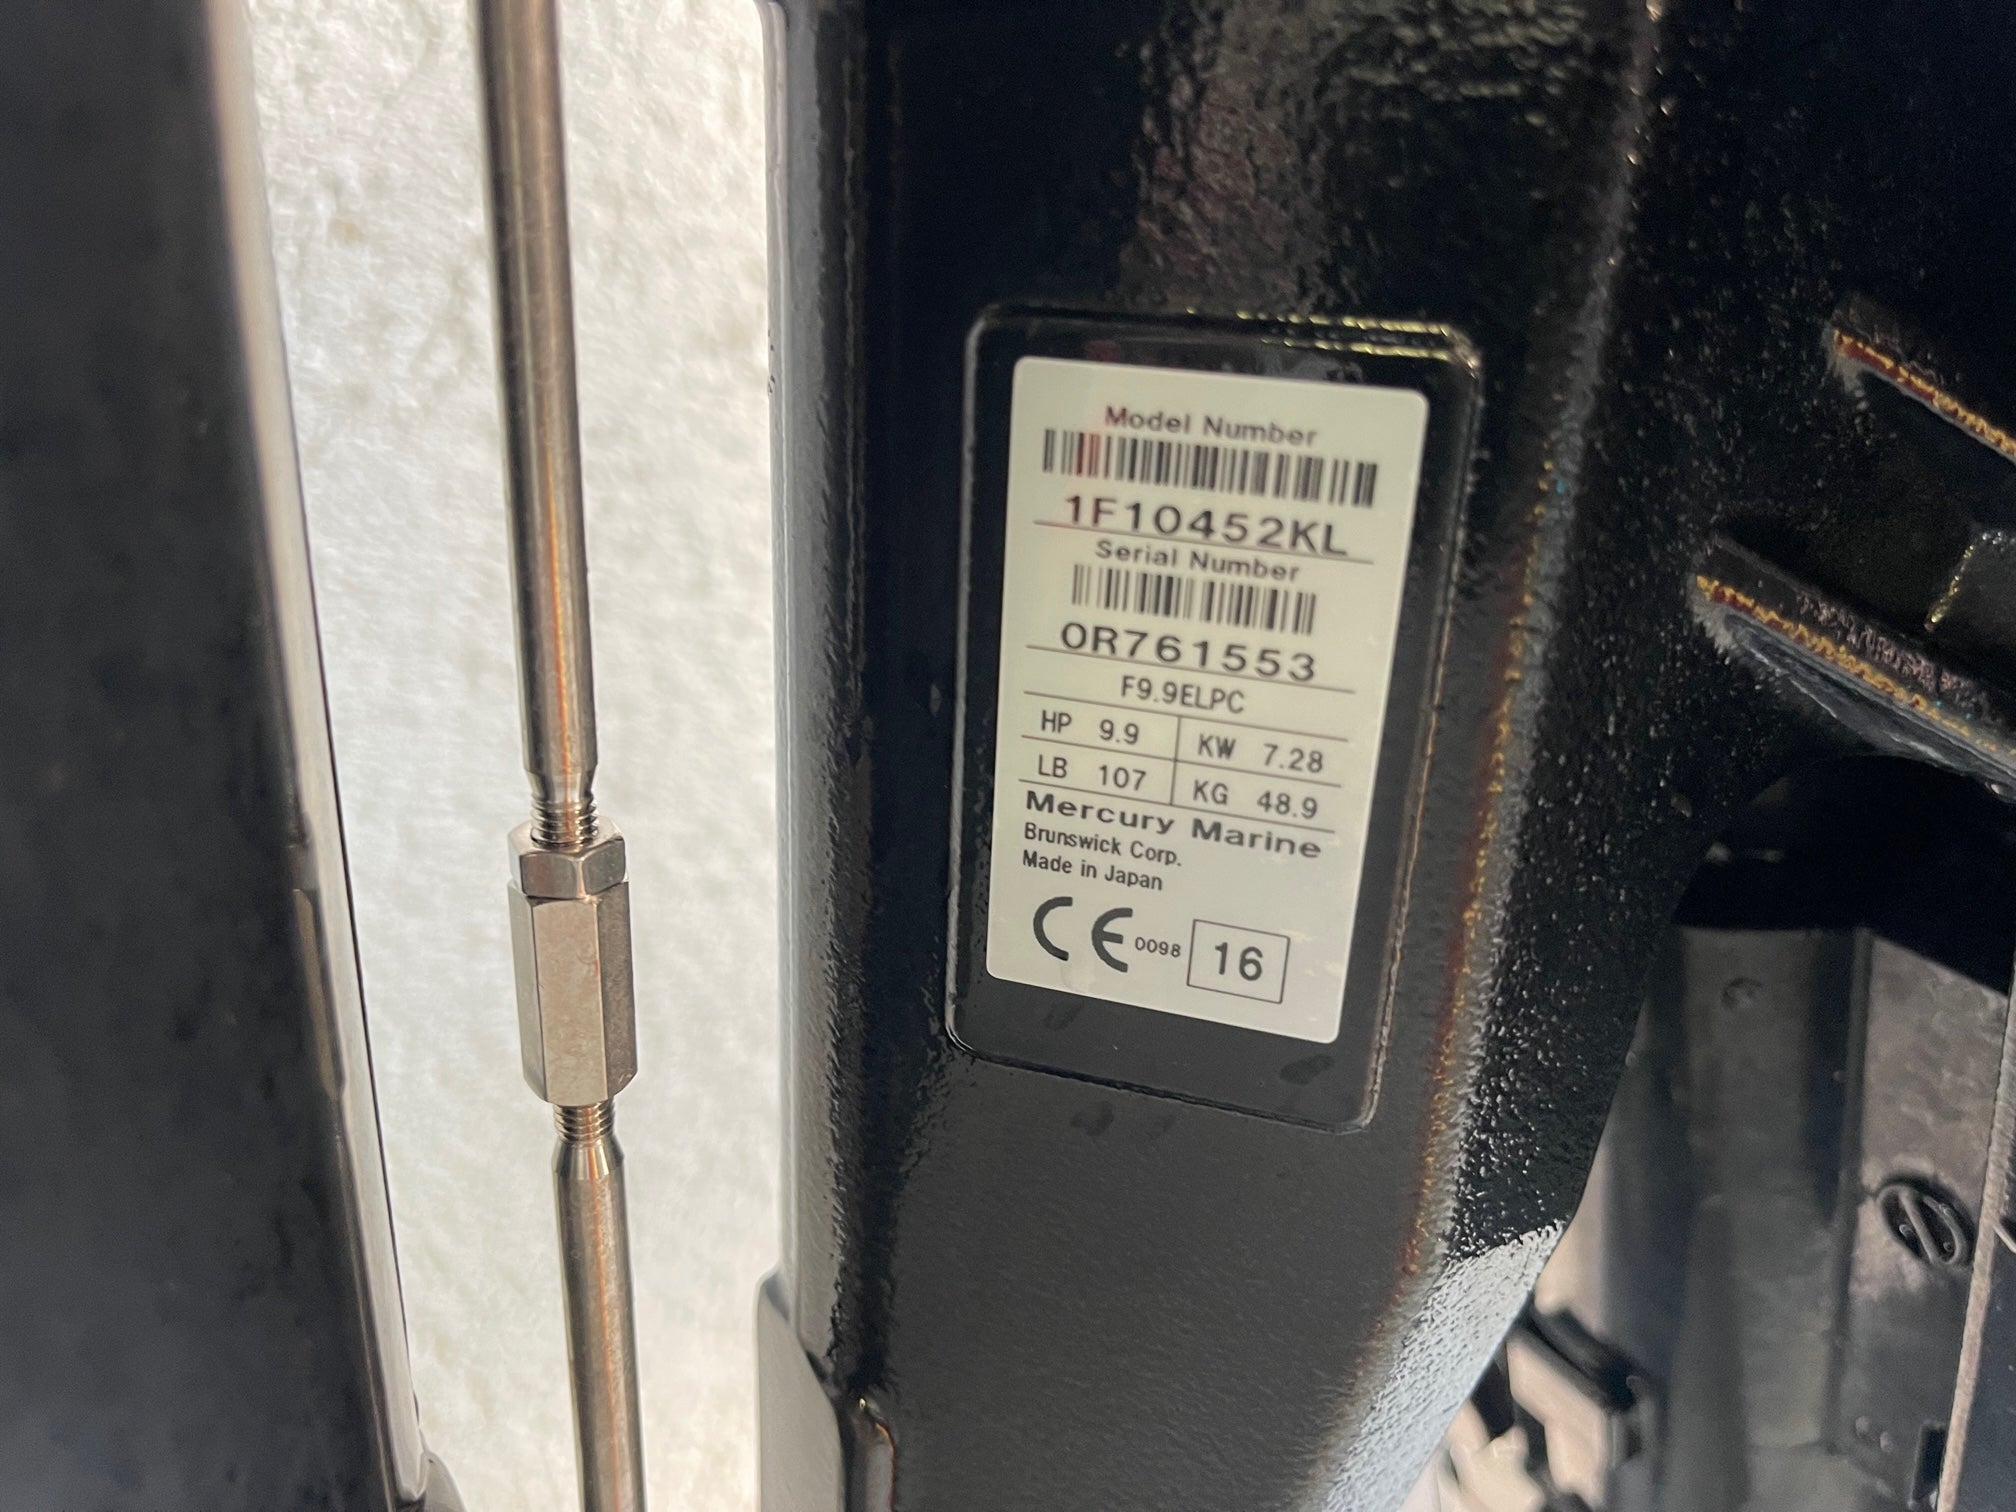 Model Number
1F10452KL
Serial Number
0R761553
F9.9ELPC
HP 9.9 KW 7.28
LB 107 KG 48.9
Mercury Marine
Brunswick Corp.
Made in Japan
CE 0098 16